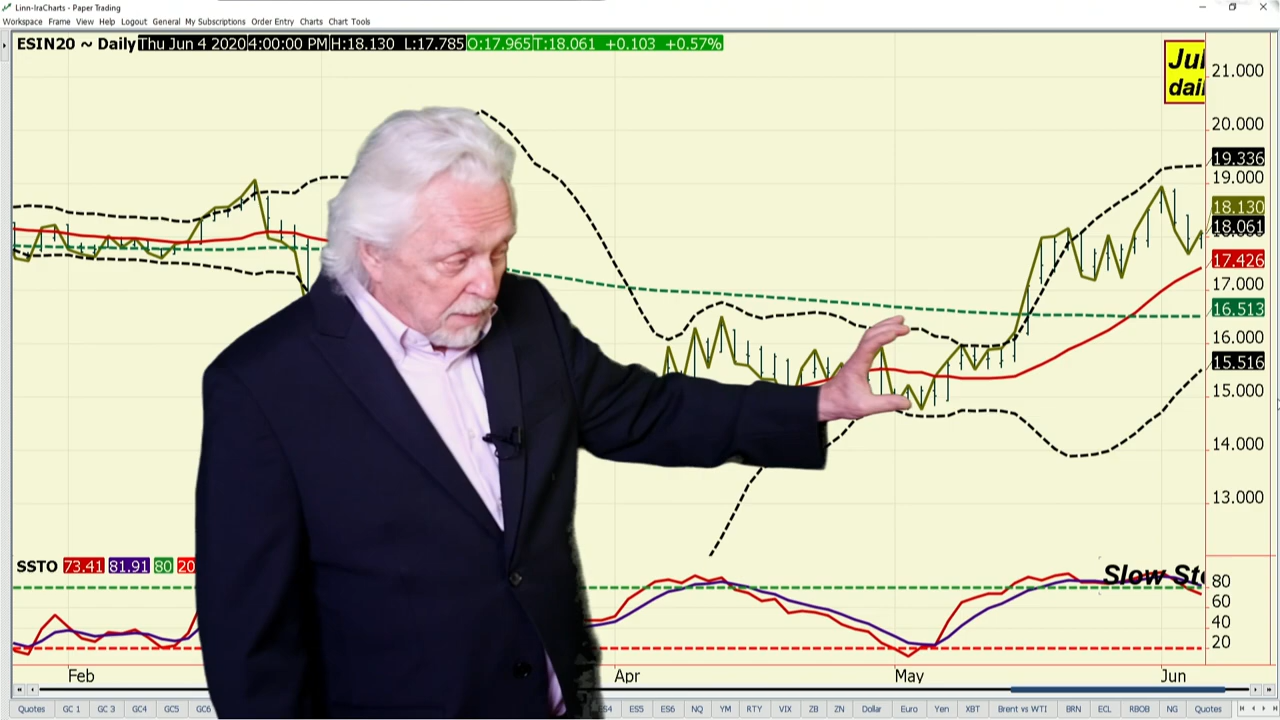 Linn-IraCharts - Paper Trading
Workspace Frame View Help Logout General My Subscriptions Order Entry Charts Chart Tools
ESIN20 ~ Daily Thu Jun 4 2020 4:00:00 PM H:18.130 L:17.785 O:17.965 T:18.061 +0.103 +0.57%
Jul
dail
21.000
20.000
19.336
19.000
18.130
18.061
17.426
17.000
16.513
16.000
15.516
15.000
14.000
13.000
SSTO 73.41 81.91 80 20
Slow Sto
80
60
40
20
Feb Apr May Jun
Quotes GC 1 GC 3 GC4 GC5 GC6 ES5 ES6 NQ YM RTY VIX ZB ZN Dollar Euro Yen XBT Brent vs WTI BRN ECL RBOB NG Quotes